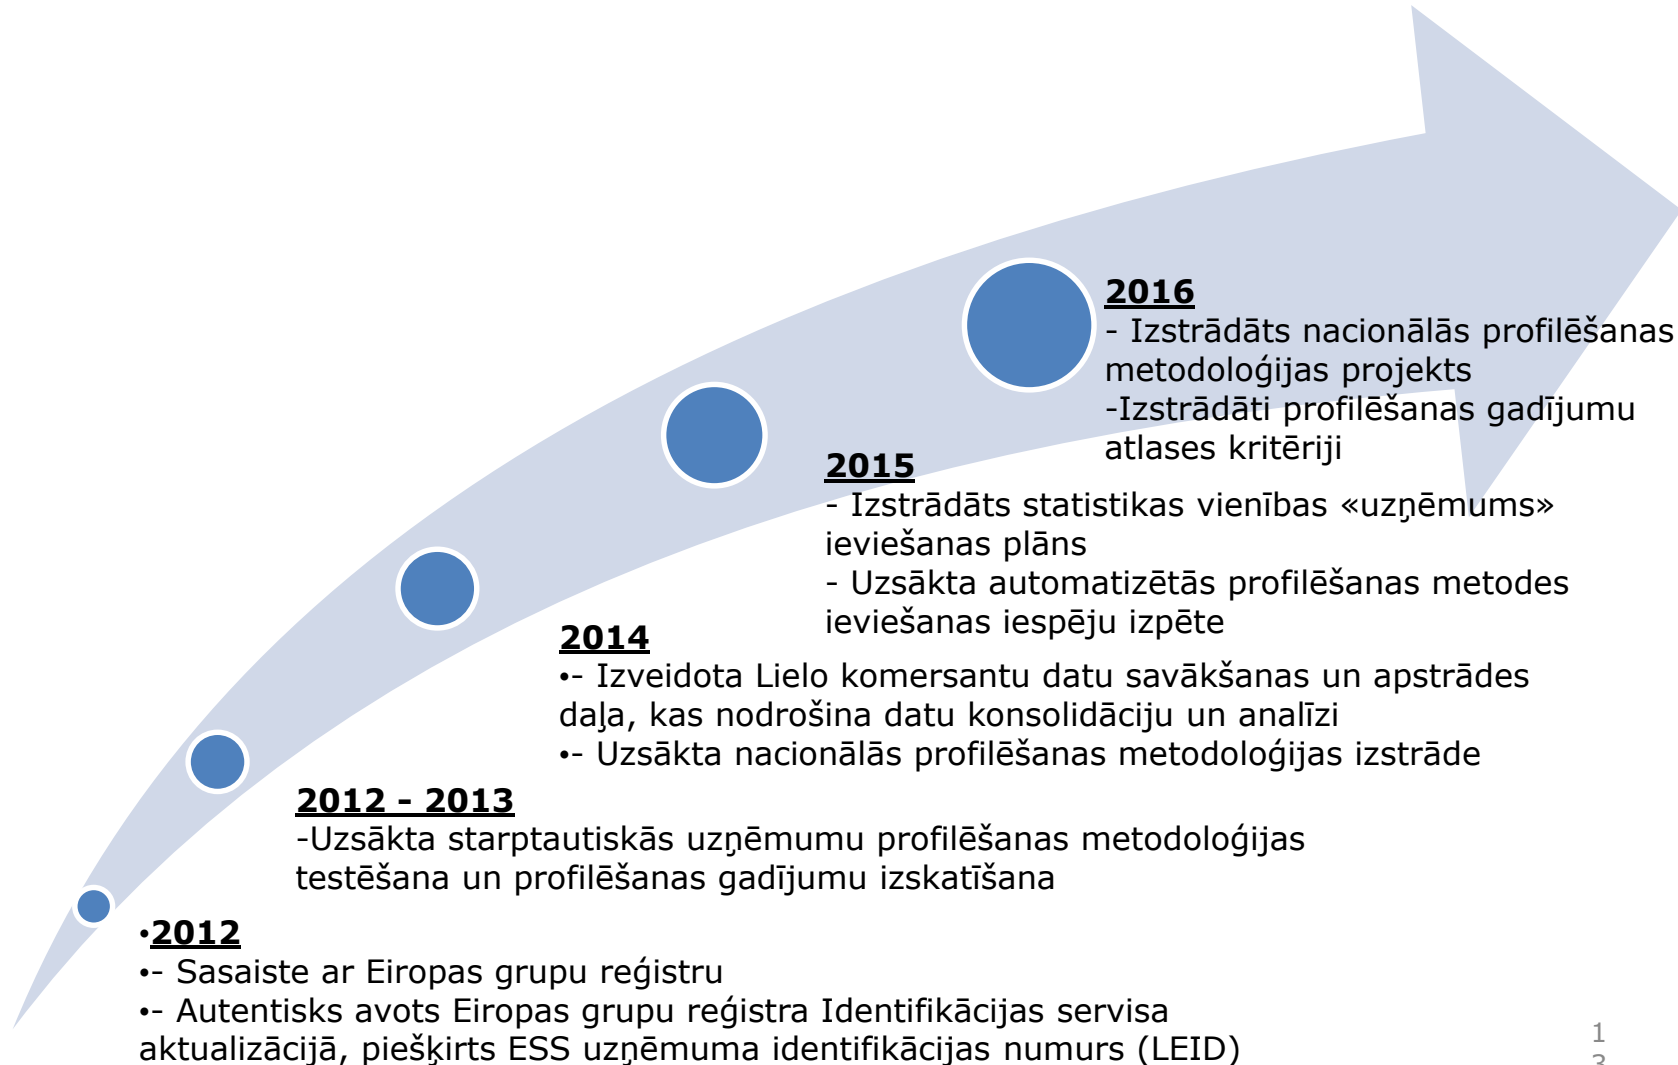 2016
- Izstrādāts nacionālās profilēšanas
metodoloģijas projekts
-Izstrādāti profilēšanas gadījumu
atlases kritēriji
2015
- Izstrādāts statistikas vienības «uzņēmums»
ieviešanas plāns
- Uzsākta automatizētās profilēšanas metodes
ieviešanas iespēju izpēte
2014
•- Izveidota Lielo komersantu datu savākšanas un apstrādes
daļa, kas nodrošina datu konsolidāciju un analīzi
•- Uzsākta nacionālās profilēšanas metodoloģijas izstrāde
2012 - 2013
-Uzsākta starptautiskās uzņēmumu profilēšanas metodoloģijas
testēšana un profilēšanas gadījumu izskatīšana
•2012
•- Sasaiste ar Eiropas grupu reģistru
•- Autentisks avots Eiropas grupu reģistra Identifikācijas servisa
aktualizācijā, piešķirts ESS uzņēmuma identifikācijas numurs (LEID)
1
3